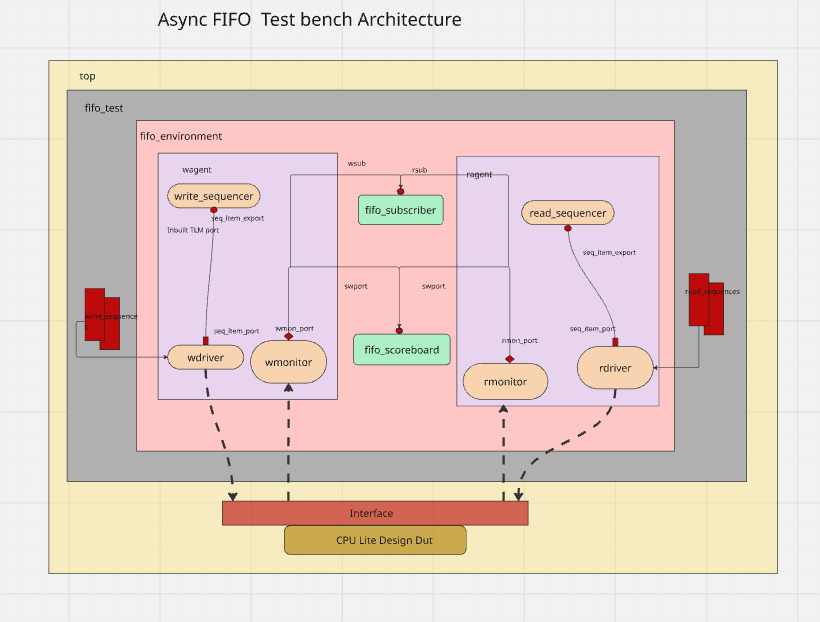 Async FIFO Test bench Architecture
top
fifo_test
fifo_environment
wagent
wsub
rsub
ragent
write_sequencer
fifo_subscriber
read_sequencer
seq_item_export
Inbuilt TLM port
seq_item_export
swport
swport
read_sequences
write_sequence
s
seq_item_port
wmon_port
seq_item_port
rmon_port
wdriver
wmonitor
fifo_scoreboard
rmonitor
rdriver
Interface
CPU Lite Design Dut